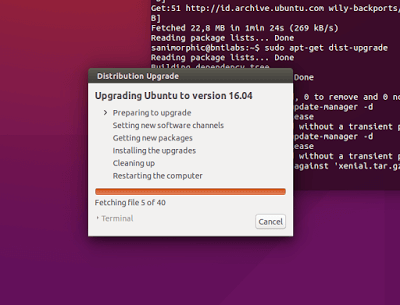 Get:51 http://id.archive.ubuntu.com wily-backports/
B]
Fetched 22,8 MB in 1min 24s (269 kB/s)
Reading package lists... Done
sanimorphic@bntlabs:~$ sudo apt-get dist-upgrade
Reading package lists... Done
Building dependency tree
Done
, 0 to remove and 0 no
pdate-manager -d
ease
without a transient p
pdate-manager -d
ease
without a transient p
against 'xenial.tar.gz
Distribution Upgrade
Upgrading Ubuntu to version 16.04
Preparing to upgrade
Setting new software channels
Getting new packages
Installing the upgrades
Cleaning up
Restarting the computer
Fetching file 5 of 40
Terminal
Cancel